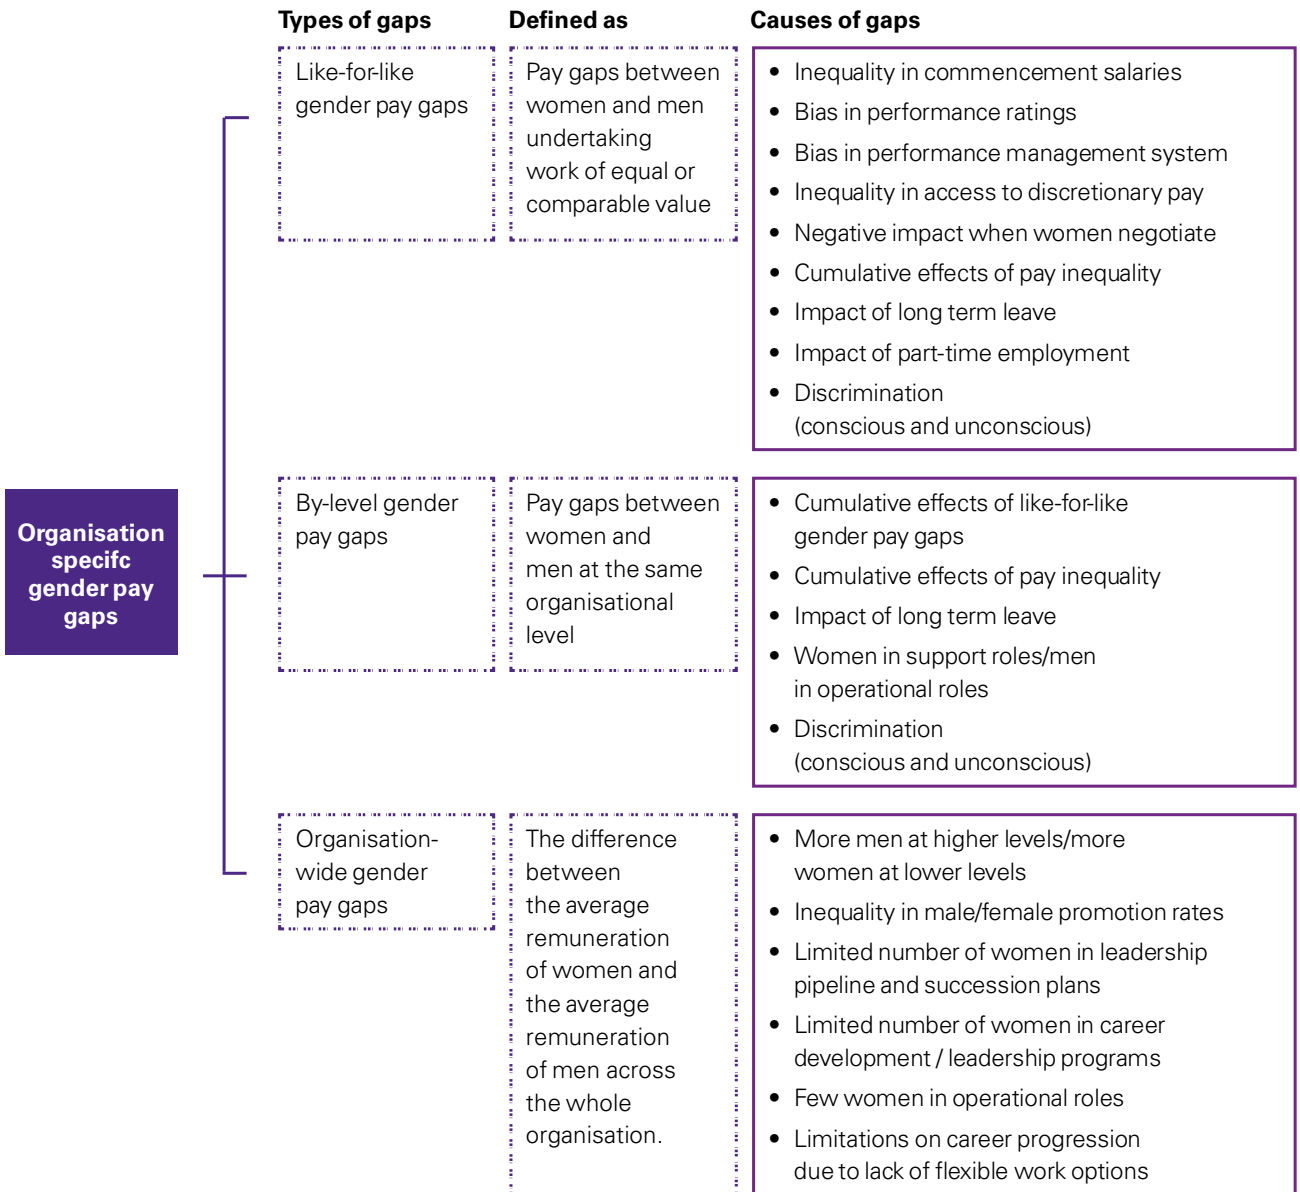 Types of gaps
Defined as
Causes of gaps
Organisation
specifc
gender pay
gaps
Like-for-like
gender pay gaps
Pay gaps between
women and men
undertaking
work of equal or
comparable value
• Inequality in commencement salaries
• Bias in performance ratings
• Bias in performance management system
• Inequality in access to discretionary pay
• Negative impact when women negotiate
• Cumulative effects of pay inequality
• Impact of long term leave
• Impact of part-time employment
• Discrimination
(conscious and unconscious)
By-level gender
pay gaps
Pay gaps between
women and
men at the same
organisational
level
• Cumulative effects of like-for-like
gender pay gaps
• Cumulative effects of pay inequality
• Impact of long term leave
• Women in support roles/men
in operational roles
• Discrimination
(conscious and unconscious)
Organisation-
wide gender
pay gaps
The difference
between
the average
remuneration
of women and
the average
remuneration
of men across
the whole
organisation.
• More men at higher levels/more
women at lower levels
• Inequality in male/female promotion rates
• Limited number of women in leadership
pipeline and succession plans
• Limited number of women in career
development / leadership programs
• Few women in operational roles
• Limitations on career progression
due to lack of flexible work options